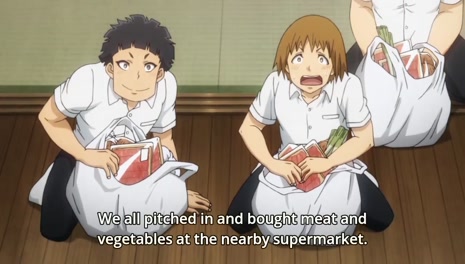 We all pitched in and bought meat and
vegetables at the nearby supermarket.